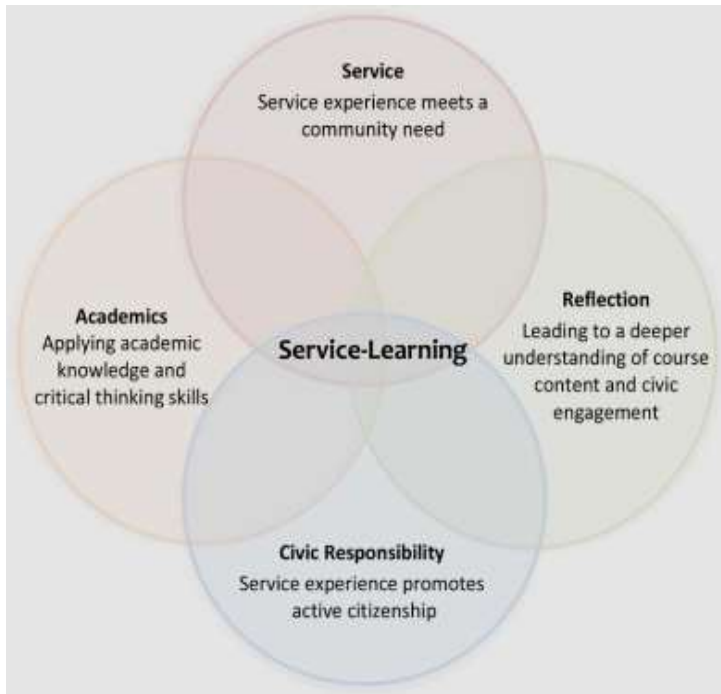 Service
Service experience meets a
community need
Academics
Applying academic
knowledge and
critical thinking skills
Service-Learning
Reflection
Leading to a deeper
understanding of course
content and civic
engagement
Civic Responsibility
Service experience promotes
active citizenship